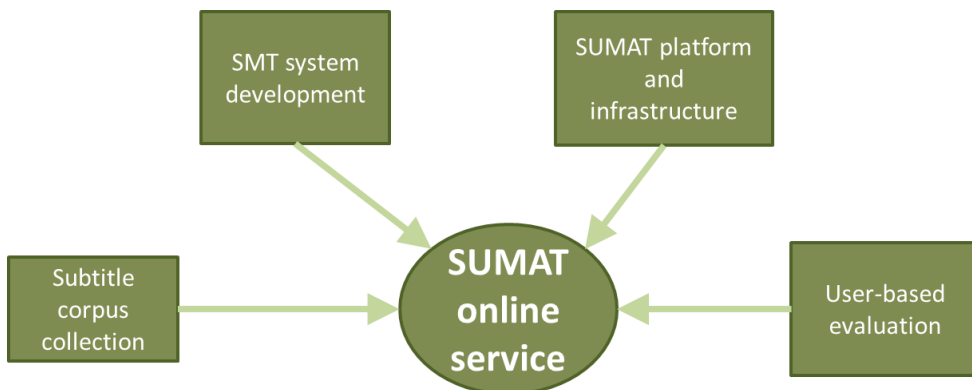 SMT system
development
SUMAT platform
and
infrastructure
Subtitle
corpus
collection
SUMAT
online
service
User-based
evaluation